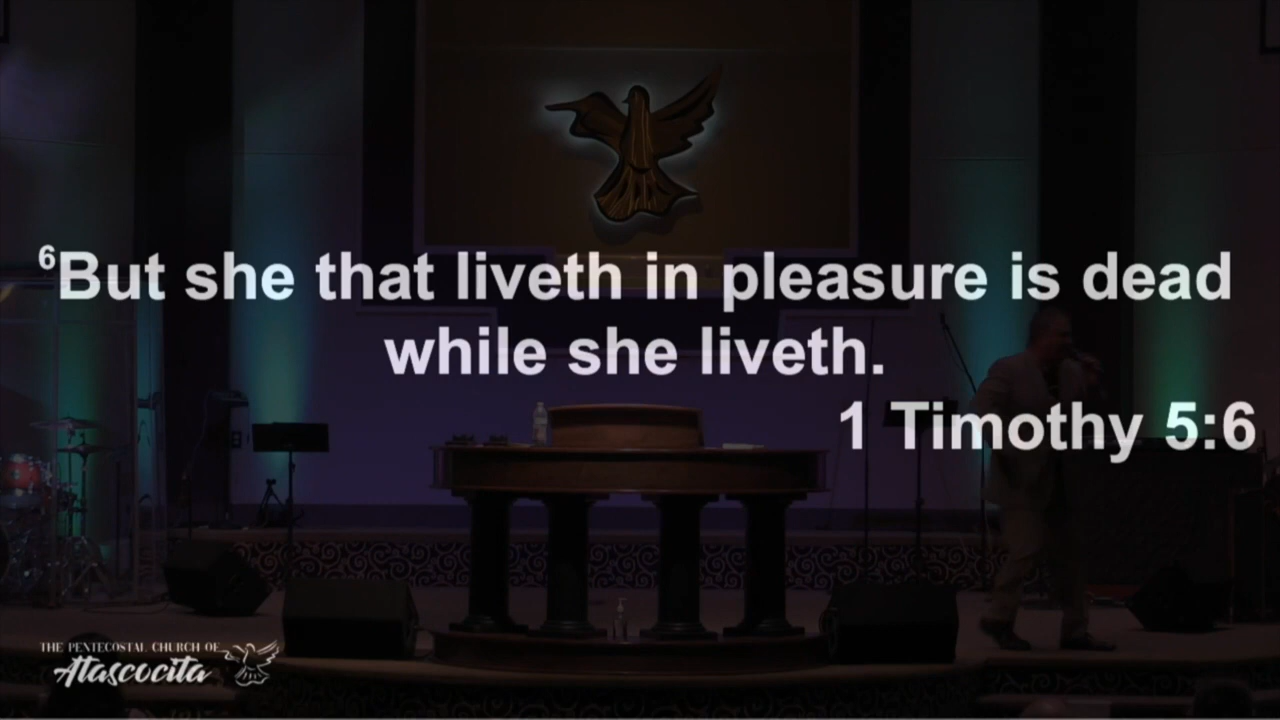 ⁶But she that liveth in pleasure is dead
while she liveth.
1 Timothy 5:6
THE PENTECOSTAL CHURCH OF
Atascocita